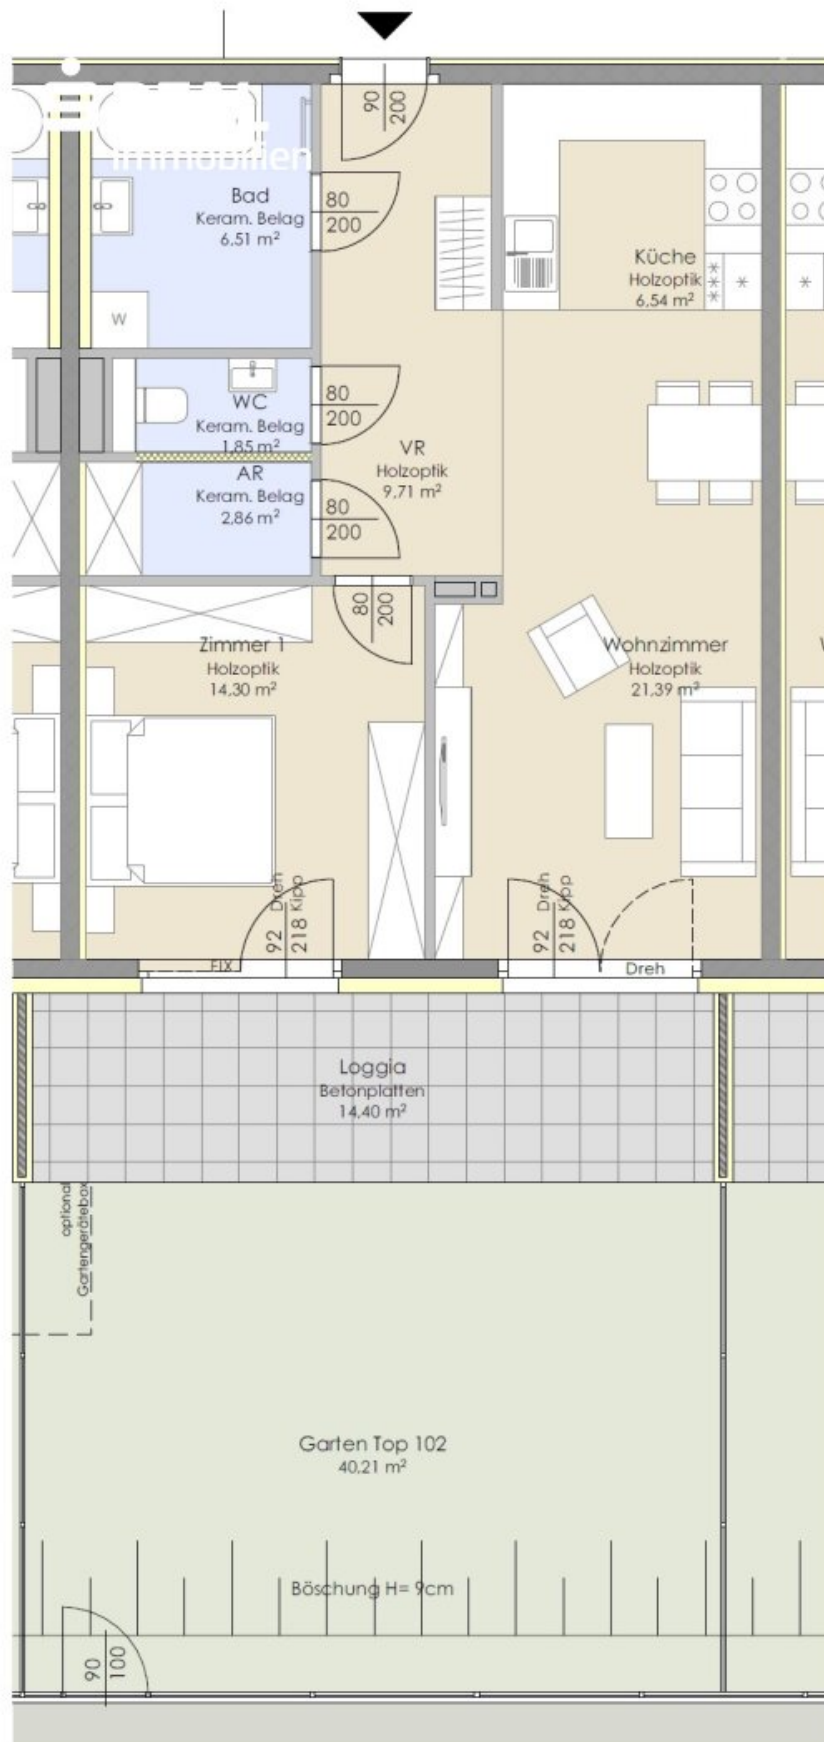 90
200
immobilien
Bad
Keram. Belag
6,51 m²
80
200
Küche
Holzoptik
6,54 m²
W
80
200
WC
Keram. Belag
1,85 m²
VR
Holzoptik
9,71 m²
AR
Keram. Belag
2,86 m²
80
200
80
200
Zimmer 1
Holzoptik
14,30 m²
Wohnzimmer
Holzoptik
21,39 m²
92 Dreh
218 Kipp
92 Dreh
218 Kipp
FIX
Dreh
Loggia
Betonplatten
14,40 m²
optional
Gartengerätebox
Garten Top 102
40,21 m²
Böschung H= 9cm
90
100